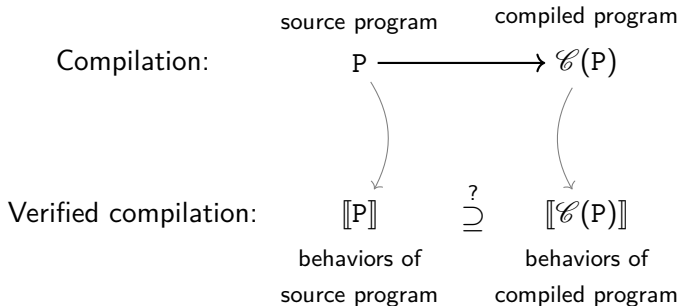 source program compiled program
Compilation: P 𝒞(P)
?
Verified compilation: ⟦P⟧ ⊇ ⟦𝒞(P)⟧
behaviors of behaviors of
source program compiled program